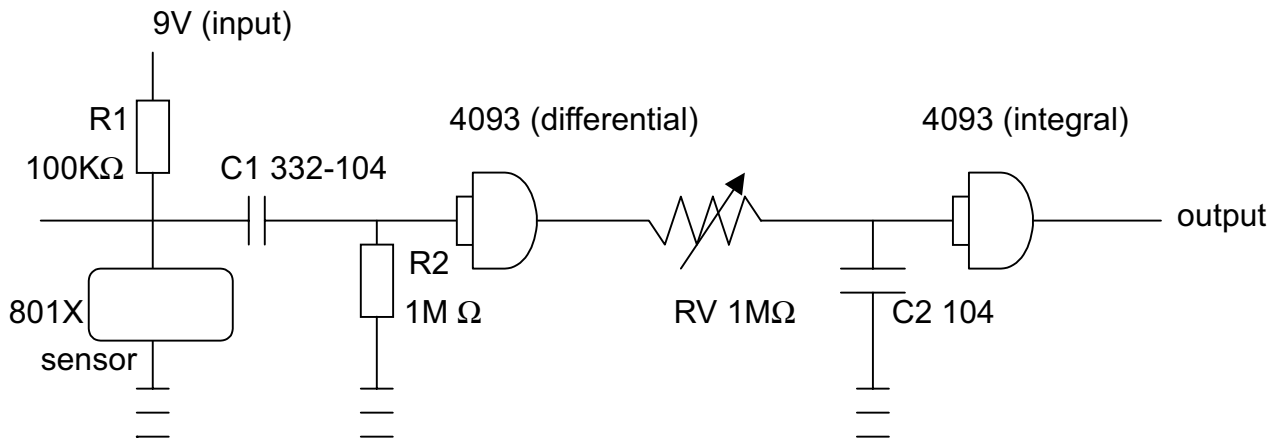 9V (input)
R1
100KΩ
C1 332-104
4093 (differential)
4093 (integral)
output
R2
1M Ω
RV 1MΩ
C2 104
801X
sensor